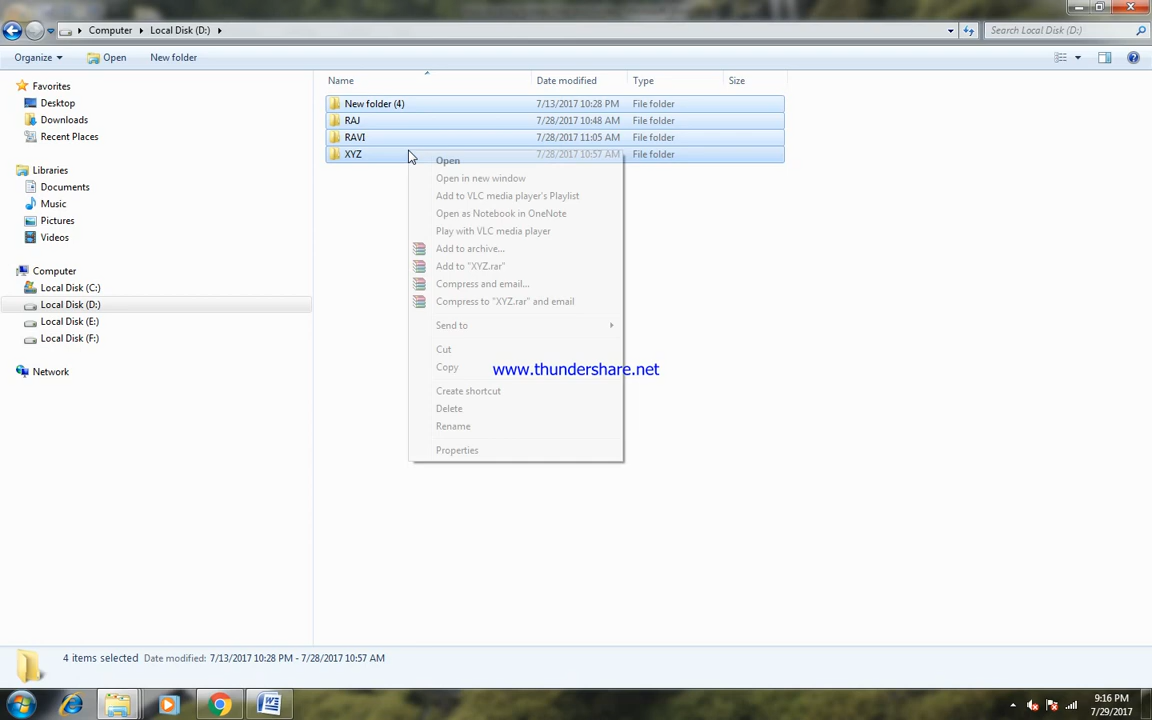 Computer Local Disk (D:)
Search Local Disk (D:)
Organize Open New folder
Name Date modified Type Size
Favorites
Desktop
Downloads
Recent Places
Libraries
Documents
Music
Pictures
Videos
Computer
Local Disk (C:)
Local Disk (D:)
Local Disk (E:)
Local Disk (F:)
Network
New folder (4) 7/13/2017 10:28 PM File folder
RAJ 7/28/2017 10:48 AM File folder
RAVI 7/28/2017 11:05 AM File folder
XYZ 7/28/2017 10:57 AM File folder
Open
Open in new window
Add to VLC media player's Playlist
Open as Notebook in OneNote
Play with VLC media player
Add to archive...
Add to "XYZ.rar"
Compress and email...
Compress to "XYZ.rar" and email
Send to
Cut
Copy
www.thundershare.net
Create shortcut
Delete
Rename
Properties
4 items selected Date modified: 7/13/2017 10:28 PM - 7/28/2017 10:57 AM
9:16 PM
7/29/2017